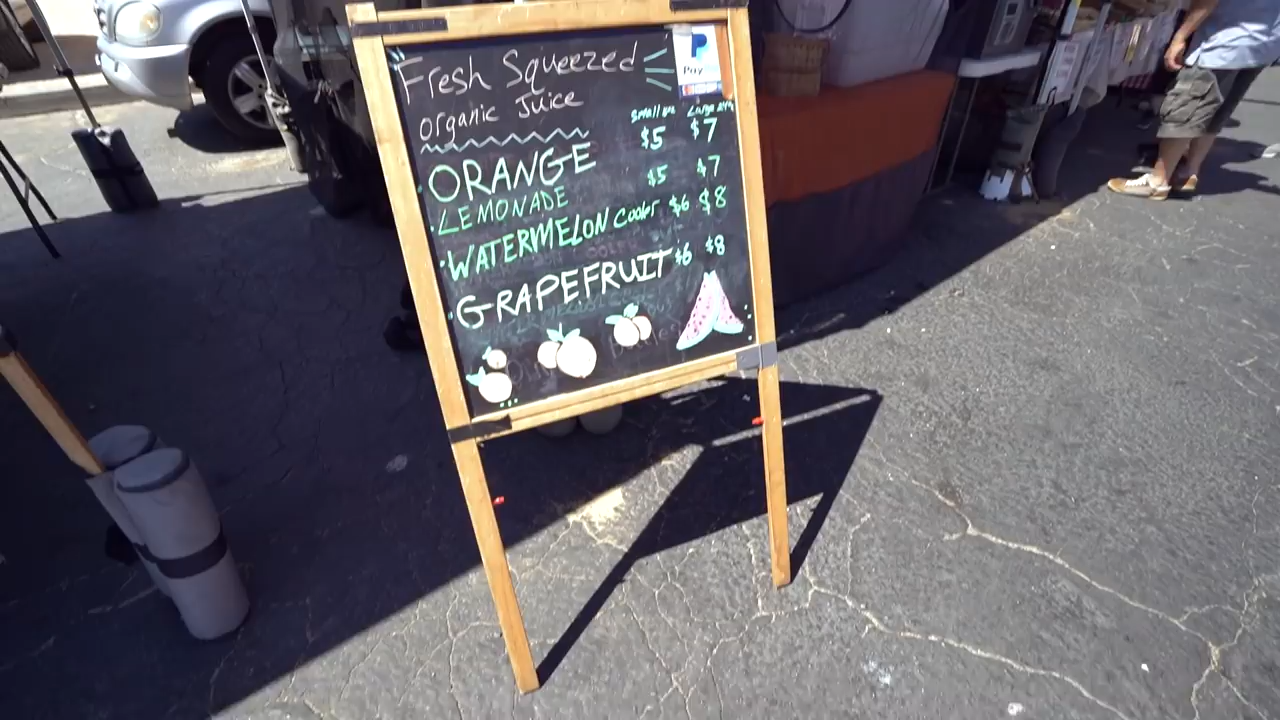 Fresh Squeezed
organic Juice
Small Large
ORANGE $5 $7
LEMONADE $5 $7
WATERMELON Cooler $6 $8
GRAPEFRUIT $6 $8
P
Pay